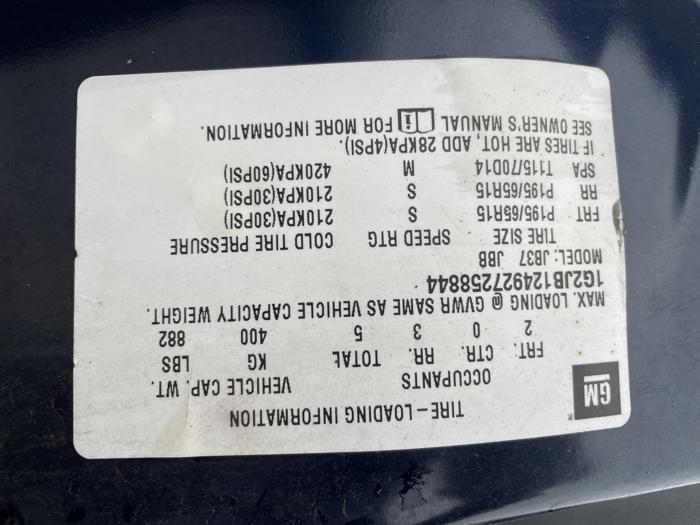 GM
TIRE-LOADING INFORMATION
OCCUPANTS VEHICLE CAP. WT.
FRT. CTR. RR. TOTAL KG LBS
2 0 3 5 400 882
MAX. LOADING @ GVWR SAME AS VEHICLE CAPACITY WEIGHT.
1G2JB124927258844
MODEL: JB37 JBB
TIRE SIZE SPEED RTG COLD TIRE PRESSURE
FRT P195/65R15 S 210KPA(30PSI)
RR P195/65R15 S 210KPA(30PSI)
SPA T115/70D14 M 420KPA(60PSI)
IF TIRES ARE HOT, ADD 28KPA(4PSI).
SEE OWNER'S MANUAL i FOR MORE INFORMATION.